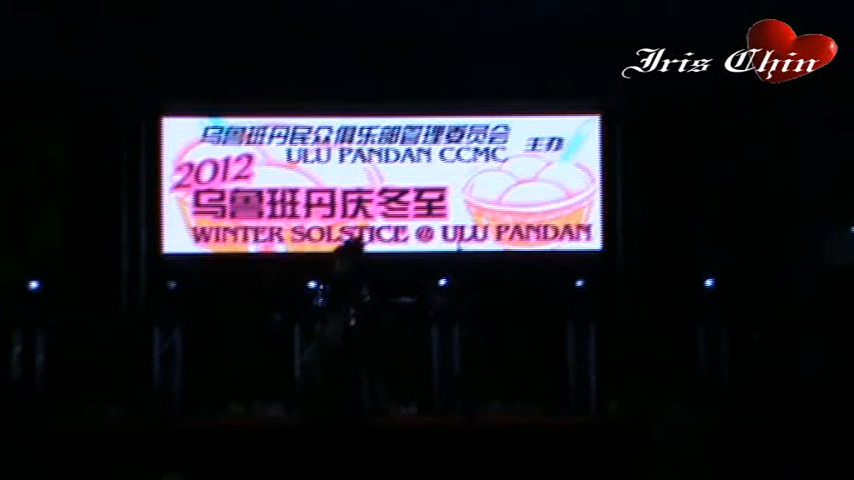 Iris Chin
乌鲁班丹民众俱乐部管理委员会 主办
ULU PANDAN CCMC
2012
乌鲁班丹庆冬至
WINTER SOLSTICE @ ULU PANDAN